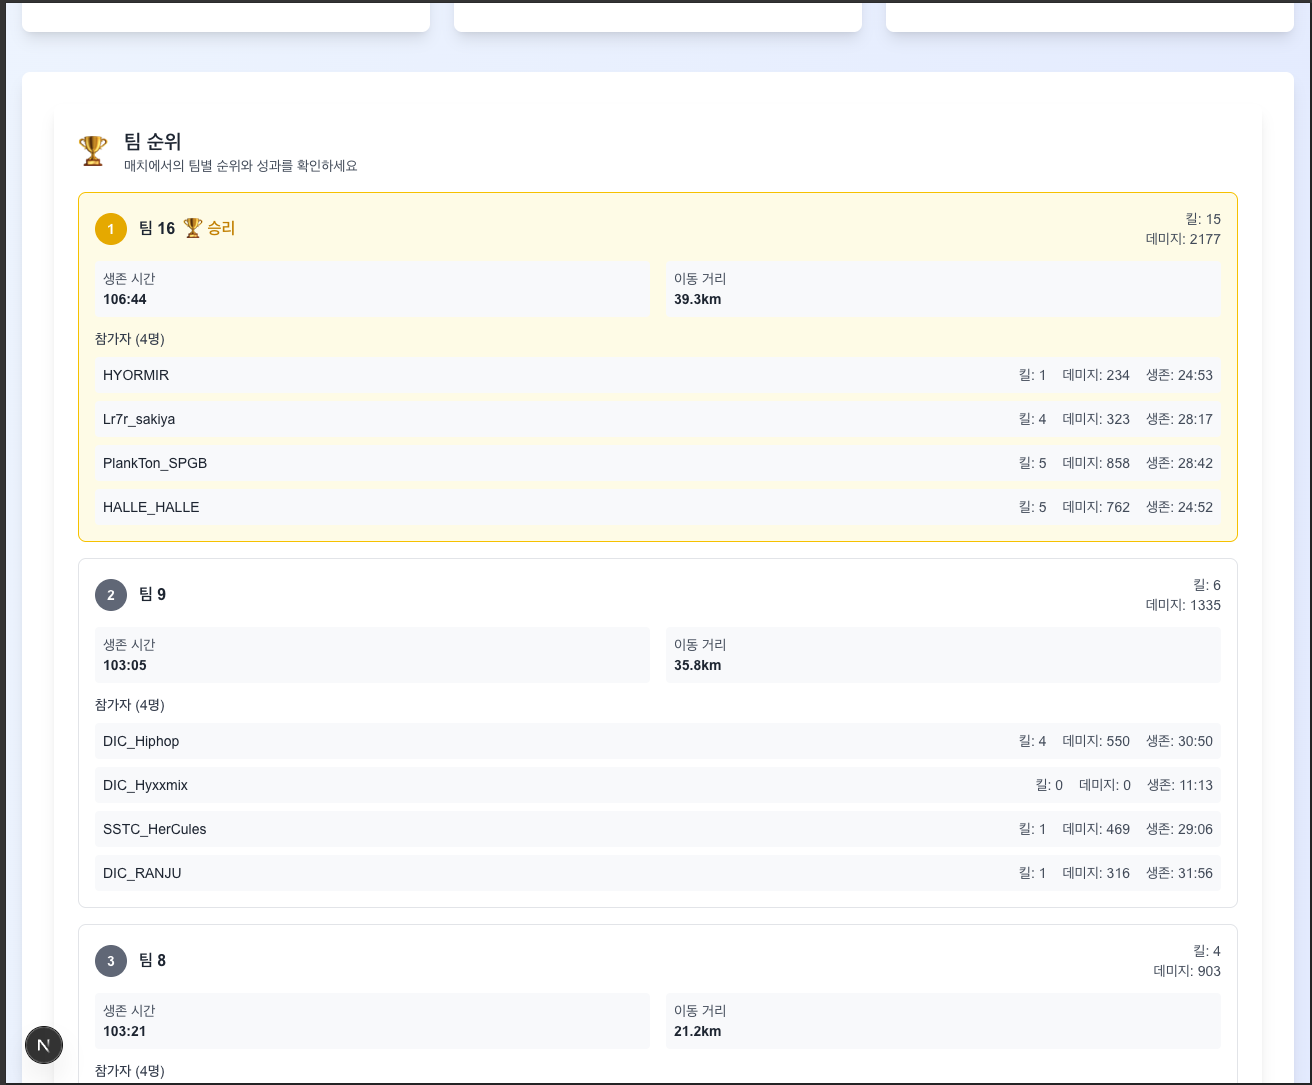 팀 순위
매치에서의 팀별 순위와 성과를 확인하세요
1 팀 16 🏆 승리
킬: 15
데미지: 2177
생존 시간
106:44
이동 거리
39.3km
참가자 (4명)
HYORMIR 킬: 1 데미지: 234 생존: 24:53
Lr7r_sakiya 킬: 4 데미지: 323 생존: 28:17
PlankTon_SPGB 킬: 5 데미지: 858 생존: 28:42
HALLE_HALLE 킬: 5 데미지: 762 생존: 24:52
2 팀 9
킬: 6
데미지: 1335
생존 시간
103:05
이동 거리
35.8km
참가자 (4명)
DIC_Hiphop 킬: 4 데미지: 550 생존: 30:50
DIC_Hyxxmix 킬: 0 데미지: 0 생존: 11:13
SSTC_HerCules 킬: 1 데미지: 469 생존: 29:06
DIC_RANJU 킬: 1 데미지: 316 생존: 31:56
3 팀 8
킬: 4
데미지: 903
생존 시간
103:21
이동 거리
21.2km
참가자 (4명)
N